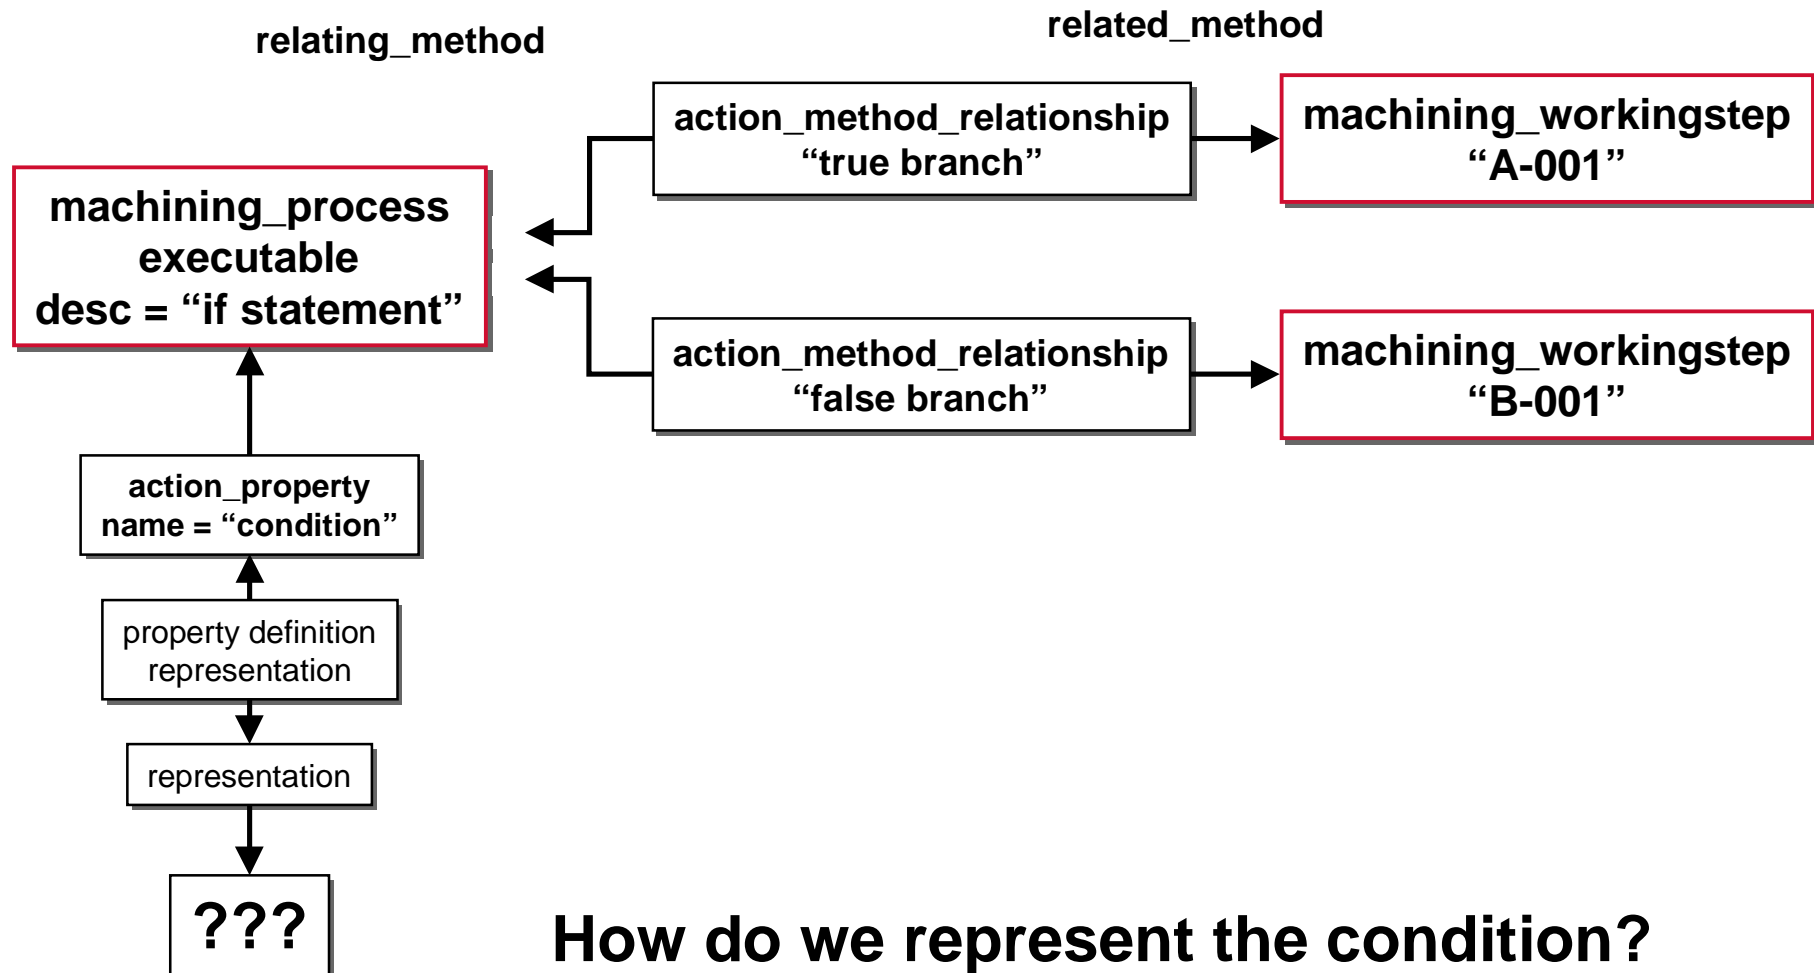 relating_method
related_method
action_method_relationship
“true branch”
machining_workingstep
“A-001”
machining_process
executable
desc = “if statement”
action_method_relationship
“false branch”
machining_workingstep
“B-001”
action_property
name = “condition”
property definition
representation
representation
???
How do we represent the condition?